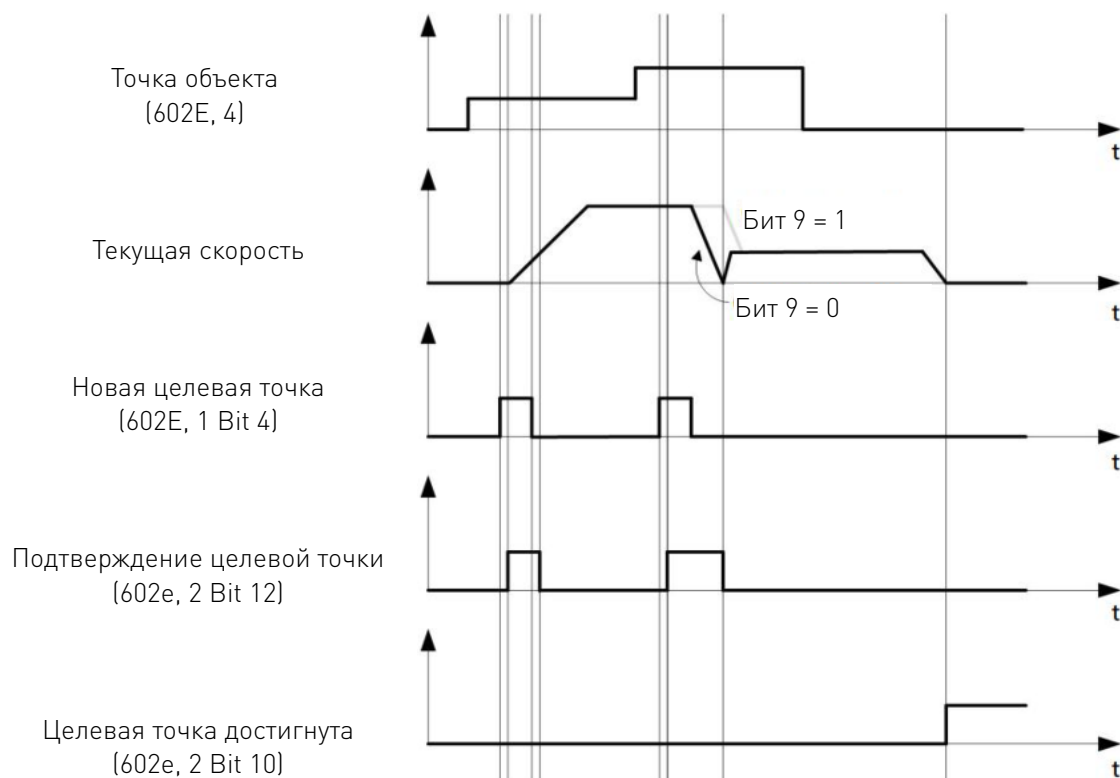 Точка объекта
(602E, 4)
t
Бит 9 = 1
Текущая скорость
Бит 9 = 0
t
Новая целевая точка
(602E, 1 Bit 4)
t
Подтверждение целевой точки
(602e, 2 Bit 12)
t
Целевая точка достигнута
(602e, 2 Bit 10)
t